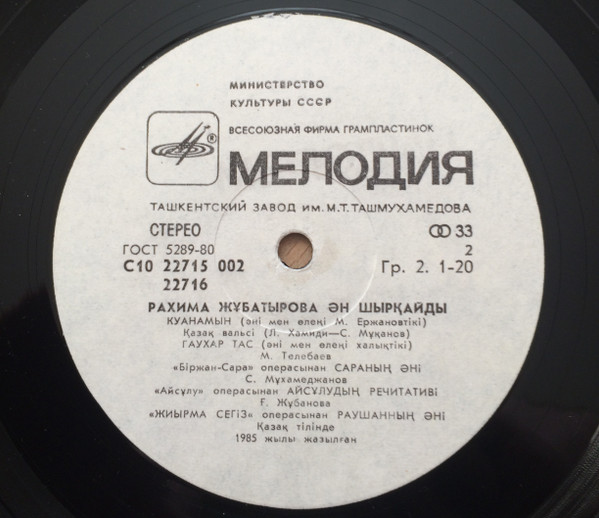 МИНИСТЕРСТВО
КУЛЬТУРЫ СССР
ВСЕСОЮЗНАЯ ФИРМА ГРАМПЛАСТИНОК
® МЕЛОДИЯ
ТАШКЕНТСКИЙ ЗАВОД ИМ. М.Т. ТАШМУХАМЕДОВА
СТЕРЕО 33
ГОСТ 5289-80 2
С10 22715 002 Гр. 2. 1-20
22716
РАХИМА ЖҰБАТЫРОВА ӘН ШЫРҚАЙДЫ
КУАНАМЫН (әні мен өлеңі М. Ержановтікі)
Қазақ вальсі (Л. Хамиди—С. Мұқанов)
ГАУХАР ТАС (әні мен өлеңі халықтікі)
М. Төлебаев
«Біржан-Сара» операсынан САРАНЫҢ ӘНІ
С. Мұхамеджанов
«Айсұлу» операсынан АЙСҰЛУДЫҢ РЕЧИТАТИВІ
Ғ. Жұбанова
«ЖИЫРМА СЕГІЗ» операсынан РАУШАННЫҢ ӘНІ
Қазақ тілінде
1985 жылы жазылған